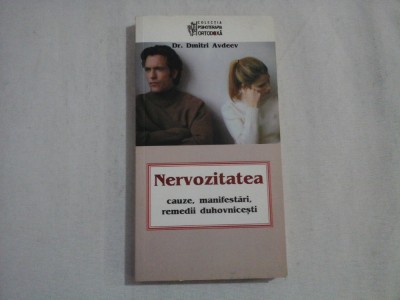 COLECȚIA
PSIHOTERAPIA
ORTODOXĂ
Dr. Dmitri Avdeev
Nervozitatea
cauze, manifestări,
remedii duhovnicești